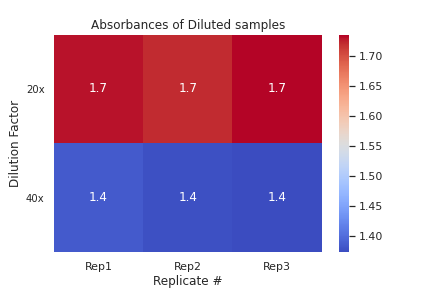 Absorbances of Diluted samples
Dilution Factor
20x
1.7 1.7 1.7
40x
1.4 1.4 1.4
Rep1 Rep2 Rep3
Replicate #
1.70
1.65
1.60
1.55
1.50
1.45
1.40